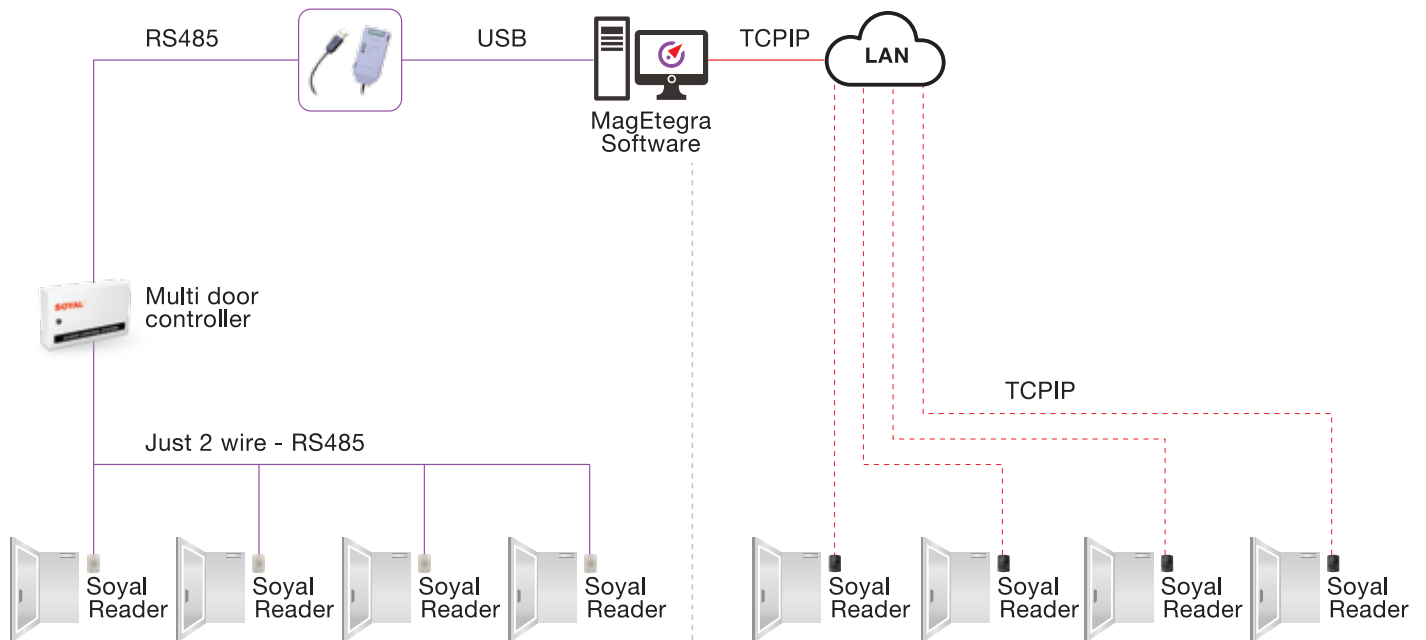 RS485
USB
TCPIP
LAN
MagEtegra
Software
SOYAL
Multi door
controller
TCPIP
Just 2 wire - RS485
Soyal
Reader
Soyal
Reader
Soyal
Reader
Soyal
Reader
Soyal
Reader
Soyal
Reader
Soyal
Reader
Soyal
Reader